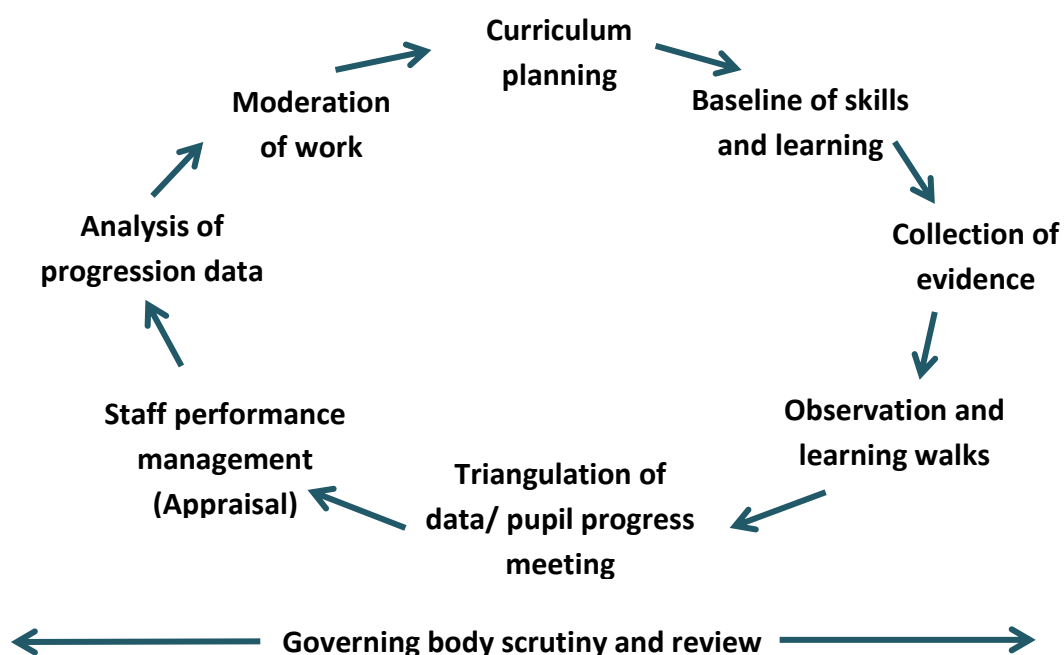 Curriculum
planning
Baseline of skills
and learning
Collection of
evidence
Observation and
learning walks
Triangulation of
data/ pupil progress
meeting
Staff performance
management
(Appraisal)
Analysis of
progression data
Moderation
of work
Governing body scrutiny and review